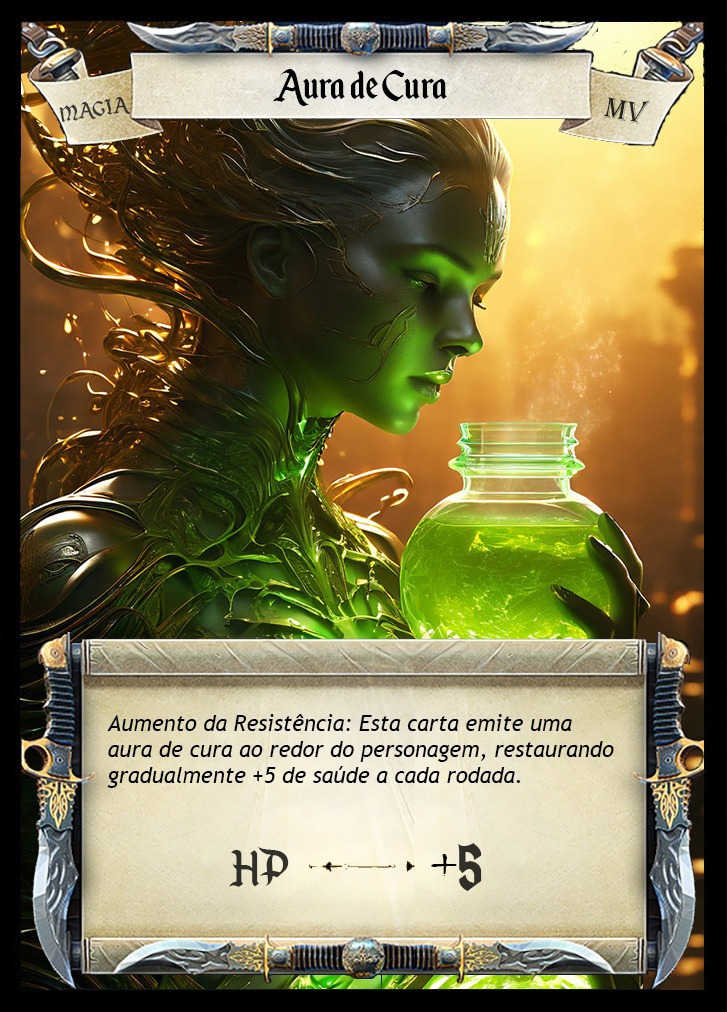 Aura de Cura
MAGIA
MV
Aumento da Resistência: Esta carta emite uma
aura de cura ao redor do personagem, restaurando
gradualmente +5 de saúde a cada rodada.
HP +5